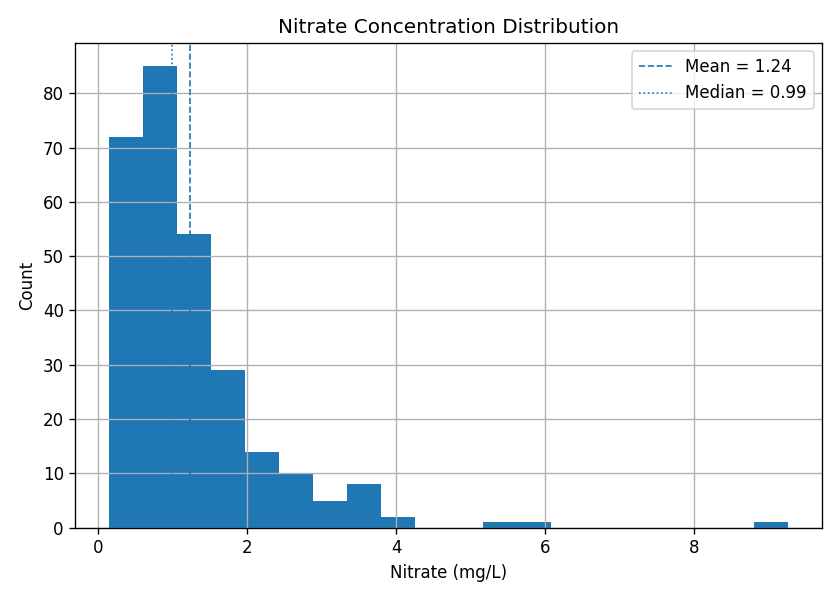 Nitrate Concentration Distribution
Mean = 1.24
Median = 0.99
Count
80
70
60
50
40
30
20
10
0
0 2 4 6 8
Nitrate (mg/L)